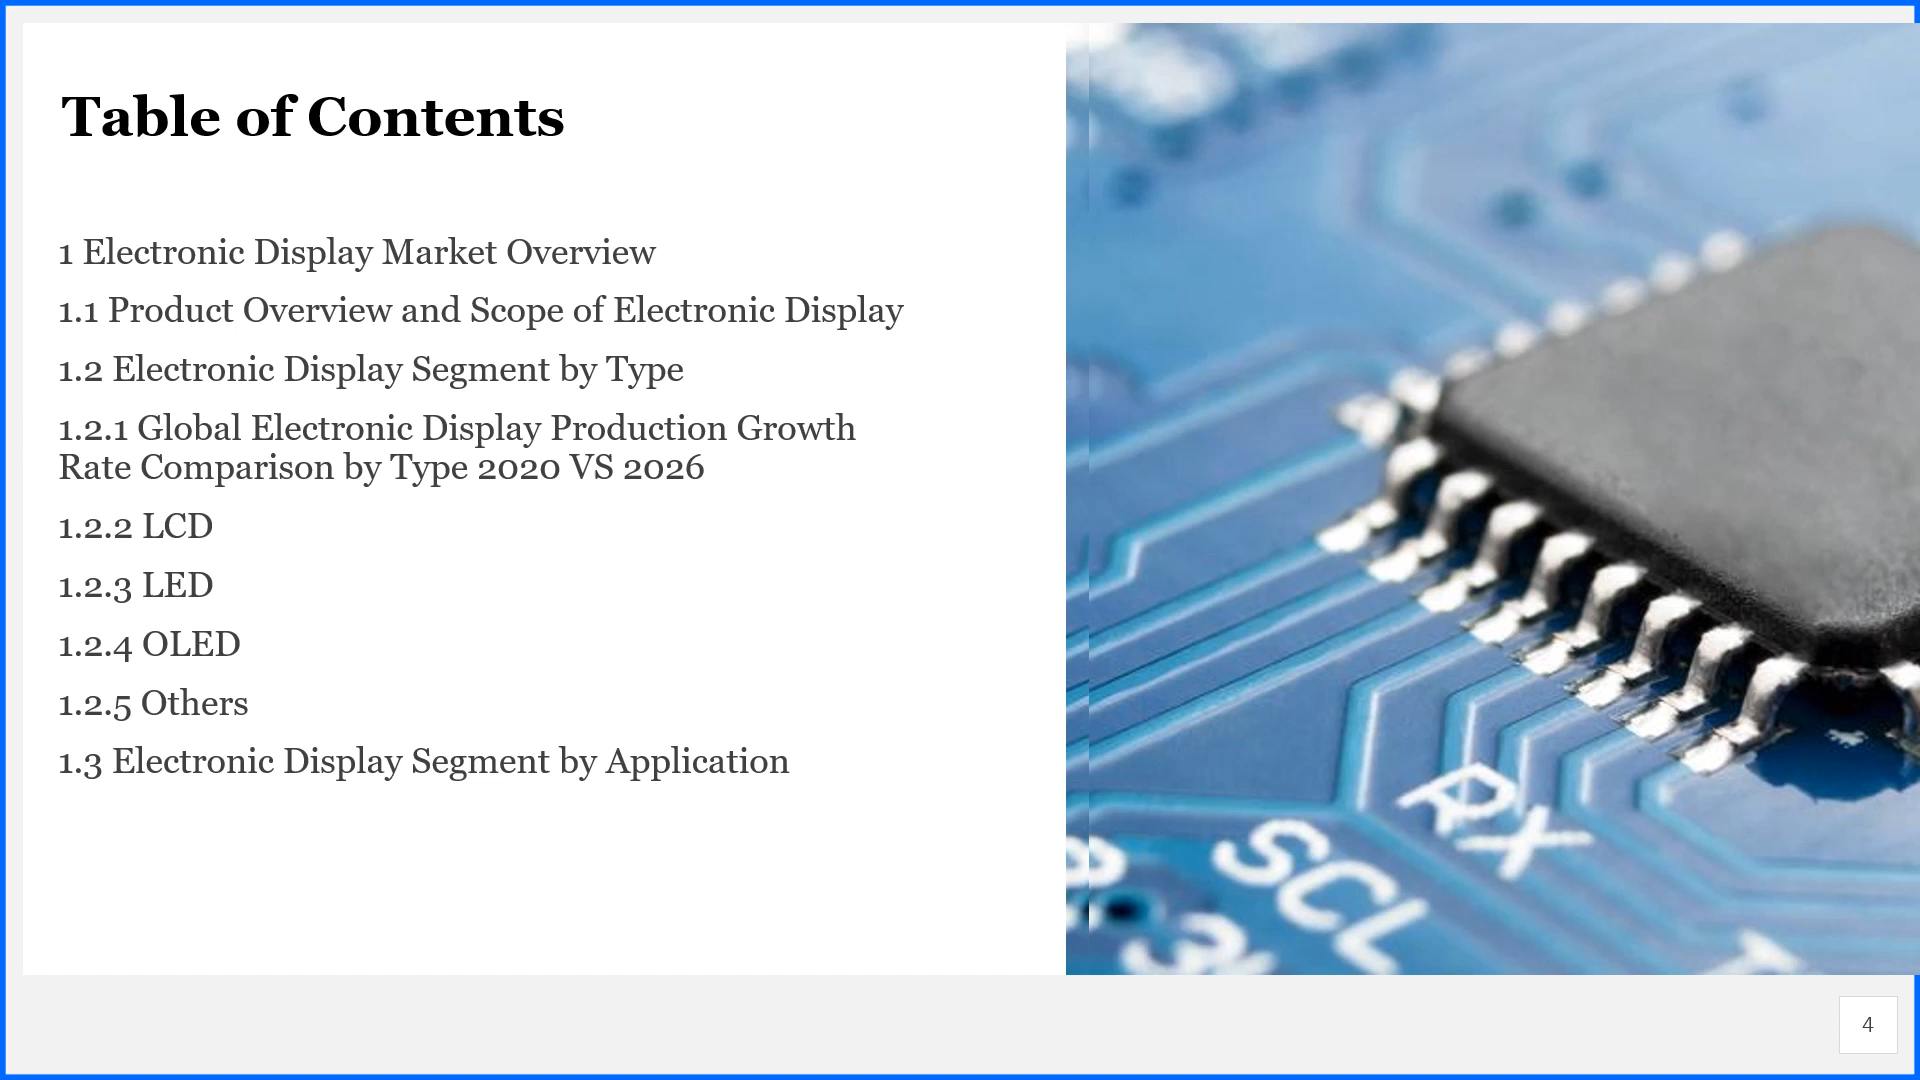 Table of Contents
1 Electronic Display Market Overview
1.1 Product Overview and Scope of Electronic Display
1.2 Electronic Display Segment by Type
1.2.1 Global Electronic Display Production Growth
Rate Comparison by Type 2020 VS 2026
1.2.2 LCD
1.2.3 LED
1.2.4 OLED
1.2.5 Others
1.3 Electronic Display Segment by Application
RX
SCL
4